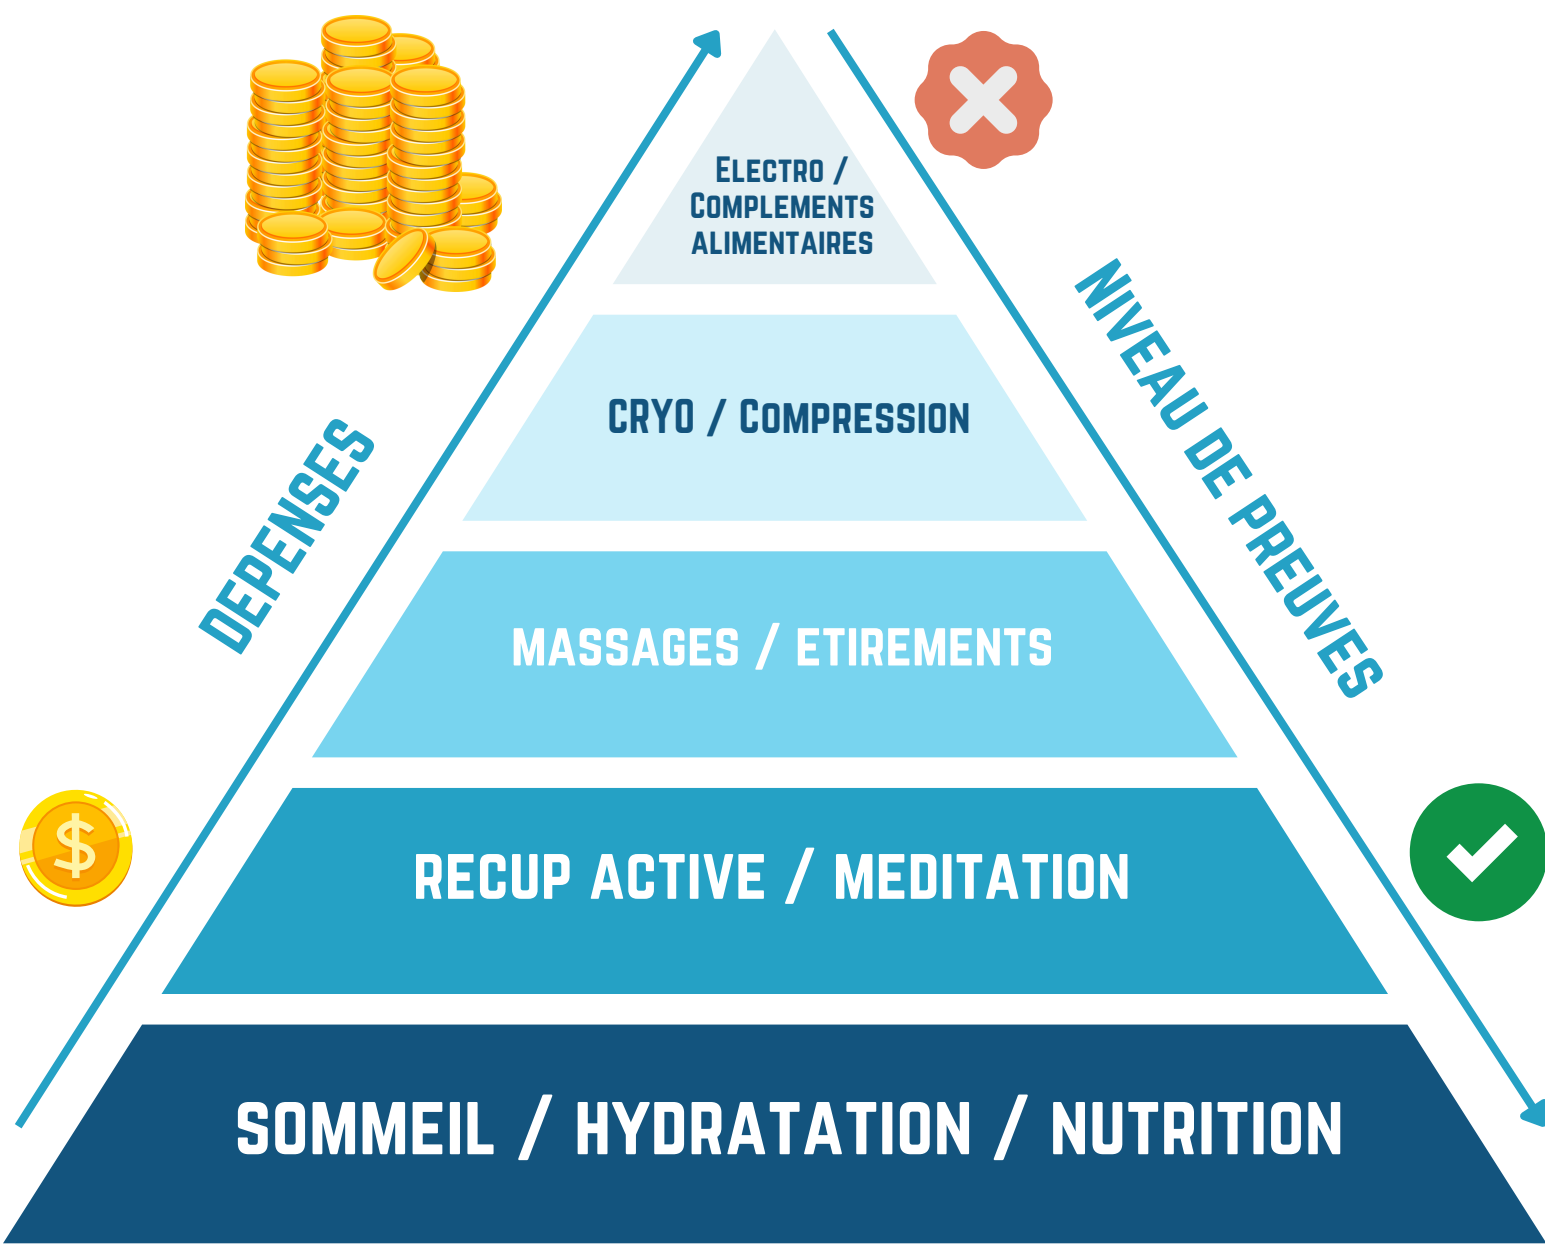 ELECTRO /
COMPLEMENTS
ALIMENTAIRES
CRYO / COMPRESSION
DEPENSES
NIVEAU DE PREUVES
MASSAGES / ETIREMENTS
$
RECUP ACTIVE / MEDITATION
SOMMEIL / HYDRATATION / NUTRITION